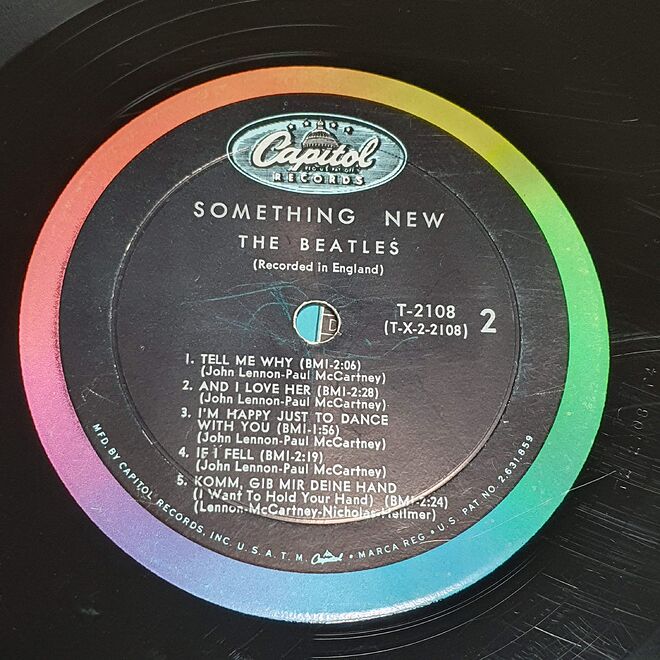 Capitol
REG. U.S. PAT. OFF.
RECORDS
SOMETHING NEW
THE BEATLES
(Recorded in England)
T-2108
(T-X-2-2108) 2
1. TELL ME WHY (BMI-2:06)
(John Lennon-Paul McCartney)
2. AND I LOVE HER (BMI-2:28)
(John Lennon-Paul McCartney)
3. I'M HAPPY JUST TO DANCE
WITH YOU (BMI-1:56)
(John Lennon-Paul McCartney)
4. IF I FELL (BMI-2:19)
(John Lennon-Paul McCartney)
5. KOMM, GIB MIR DEINE HAND
(I Want To Hold Your Hand) (BMI-2:24)
(Lennon-McCartney-Nicholas-Hellmer)
MFD. BY CAPITOL RECORDS, INC. U.S.A. T.M. Capitol • MARCA REG. • U.S. PAT. NO. 2,631,859